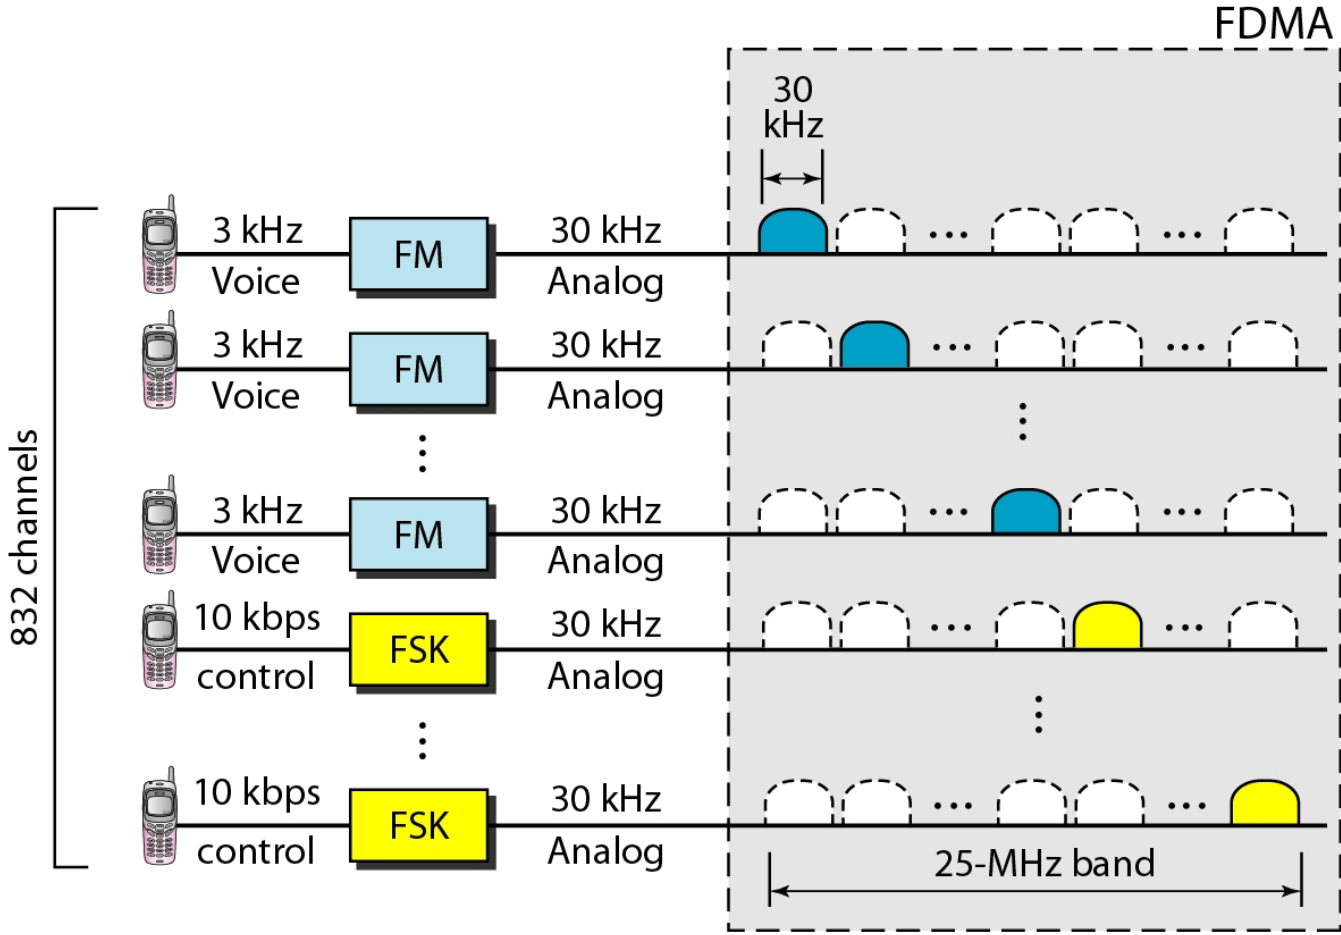 FDMA
30
kHz
3 kHz
Voice
FM
30 kHz
Analog
3 kHz
Voice
FM
30 kHz
Analog
3 kHz
Voice
FM
30 kHz
Analog
10 kbps
control
FSK
30 kHz
Analog
10 kbps
control
FSK
30 kHz
Analog
832 channels
25-MHz band